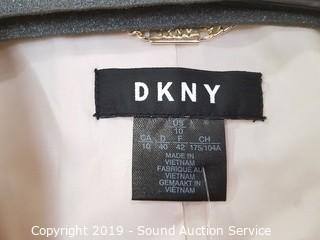 DKNY
US
10
CA D F CH
10 40 42 175/104A
MADE IN
VIETNAM
FABRIQUÉ AU
VIETNAM
GEMAAKT IN
VIETNAM
Copyright 2019 - Sound Auction Service